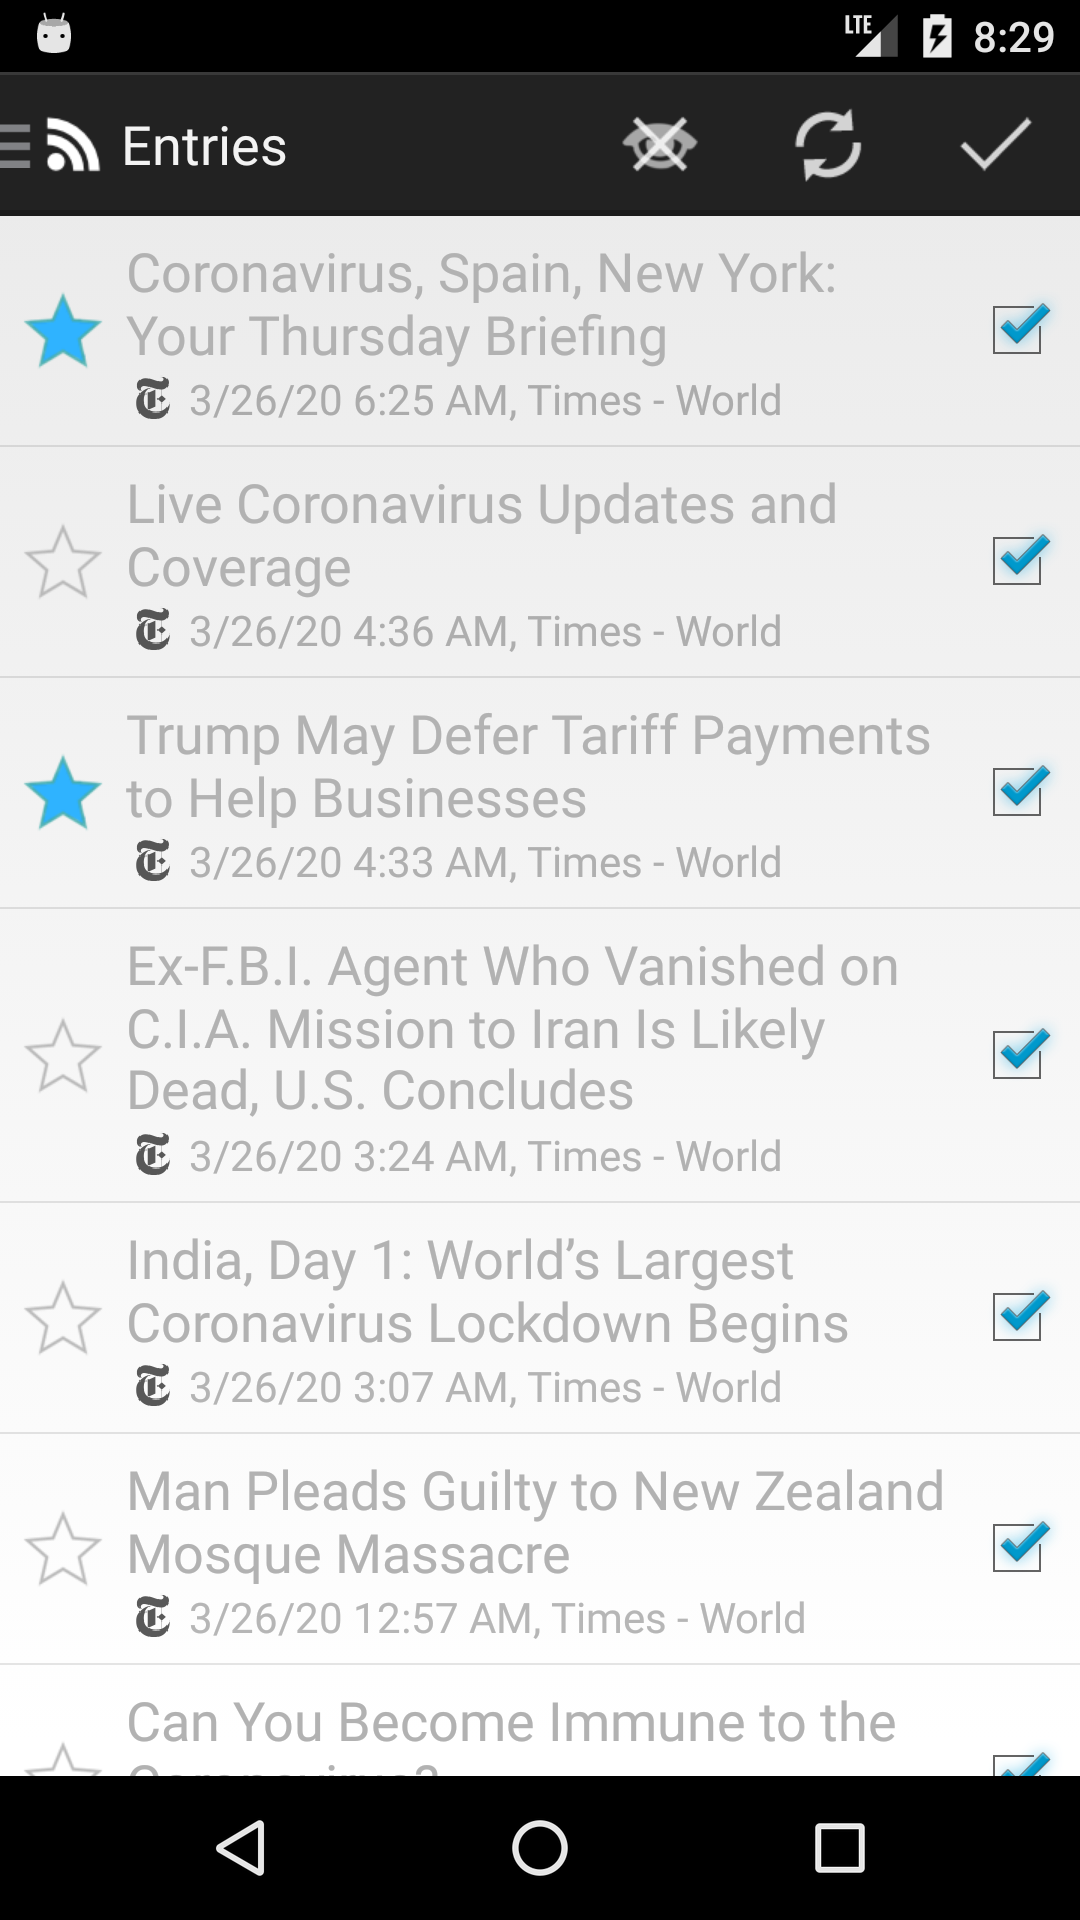 LTE 8:29
Entries
Coronavirus, Spain, New York:
Your Thursday Briefing
3/26/20 6:25 AM, Times - World
Live Coronavirus Updates and
Coverage
3/26/20 4:36 AM, Times - World
Trump May Defer Tariff Payments
to Help Businesses
3/26/20 4:33 AM, Times - World
Ex-F.B.I. Agent Who Vanished on
C.I.A. Mission to Iran Is Likely
Dead, U.S. Concludes
3/26/20 3:24 AM, Times - World
India, Day 1: World’s Largest
Coronavirus Lockdown Begins
3/26/20 3:07 AM, Times - World
Man Pleads Guilty to New Zealand
Mosque Massacre
3/26/20 12:57 AM, Times - World
Can You Become Immune to the
Coronavirus?